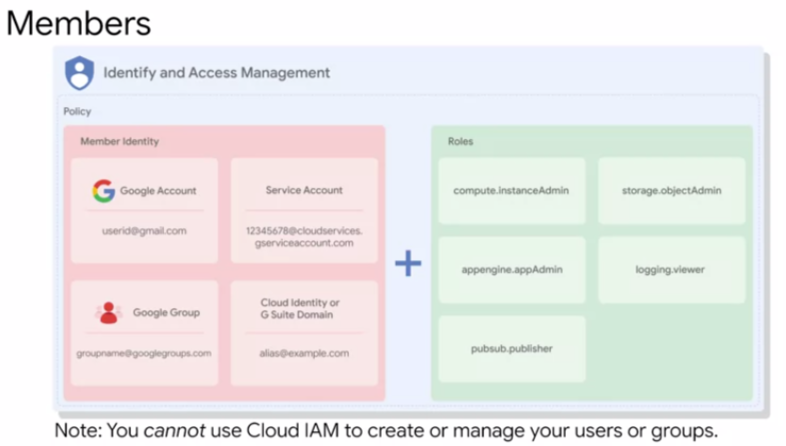 Members
Identify and Access Management
Policy
Member Identity
Google Account
userid@gmail.com
Service Account
12345678@cloudservices.
gserviceaccount.com
Google Group
groupname@googlegroups.com
Cloud Identity or
G Suite Domain
alias@example.com
+
Roles
compute.instanceAdmin
storage.objectAdmin
appengine.appAdmin
logging.viewer
pubsub.publisher
Note: You cannot use Cloud IAM to create or manage your users or groups.